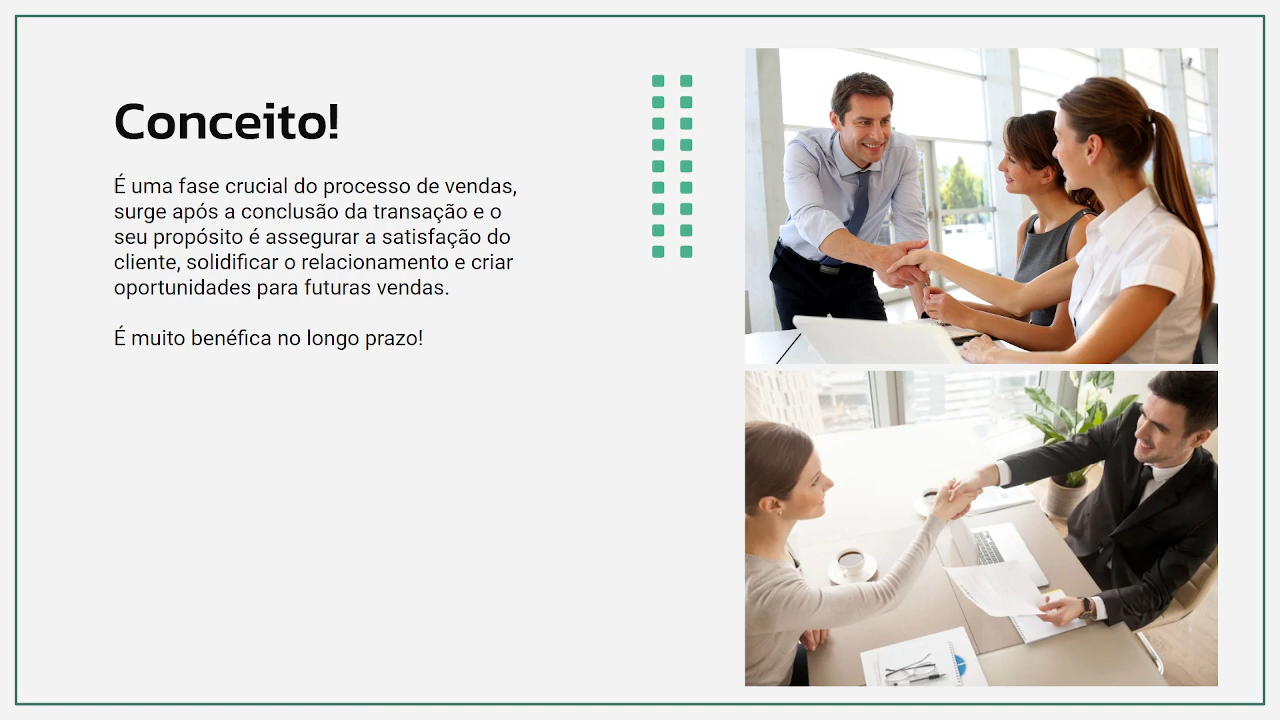 Conceito!
É uma fase crucial do processo de vendas,
surge após a conclusão da transação e o
seu propósito é assegurar a satisfação do
cliente, solidificar o relacionamento e criar
oportunidades para futuras vendas.
É muito benéfica no longo prazo!